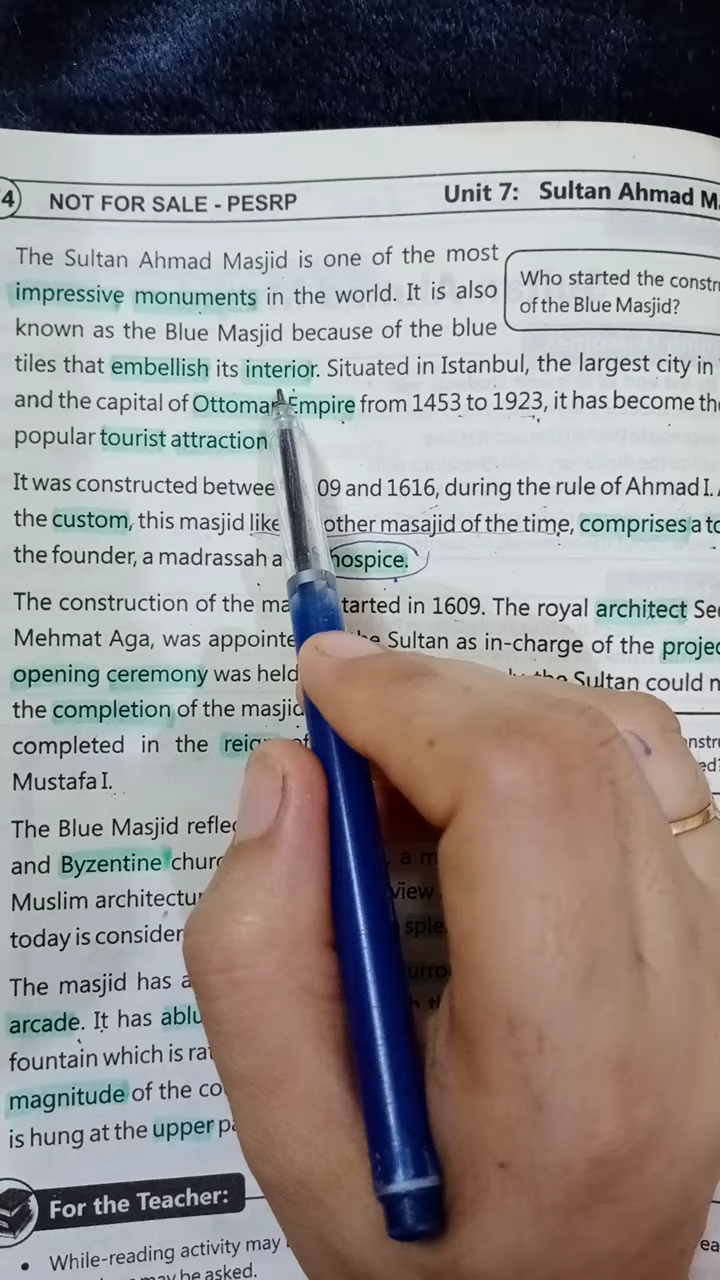 4 NOT FOR SALE - PESRP Unit 7: Sultan Ahmad M
The Sultan Ahmad Masjid is one of the most
impressive monuments in the world. It is also
known as the Blue Masjid because of the blue
tiles that embellish its interior. Situated in Istanbul, the largest city in
and the capital of Ottoman Empire from 1453 to 1923, it has become the
popular tourist attraction
Who started the constr
of the Blue Masjid?
It was constructed betwee 09 and 1616, during the rule of Ahmad I.
the custom, this masjid like other masajid of the time, comprises a to
the founder, a madrassah a hospice.
The construction of the ma tarted in 1609. The royal architect Se
Mehmat Aga, was appointe the Sultan as in-charge of the projec
opening ceremony was held the Sultan could n
the completion of the masjid
completed in the reign of
Mustafa I.
The Blue Masjid reflec
and Byzentine churc a m
Muslim architectu view
today is consider sple
The masjid has a urro
arcade. It has ablu th
fountain which is ra
magnitude of the co
is hung at the upper pa
For the Teacher:
• While-reading activity may
may be asked.